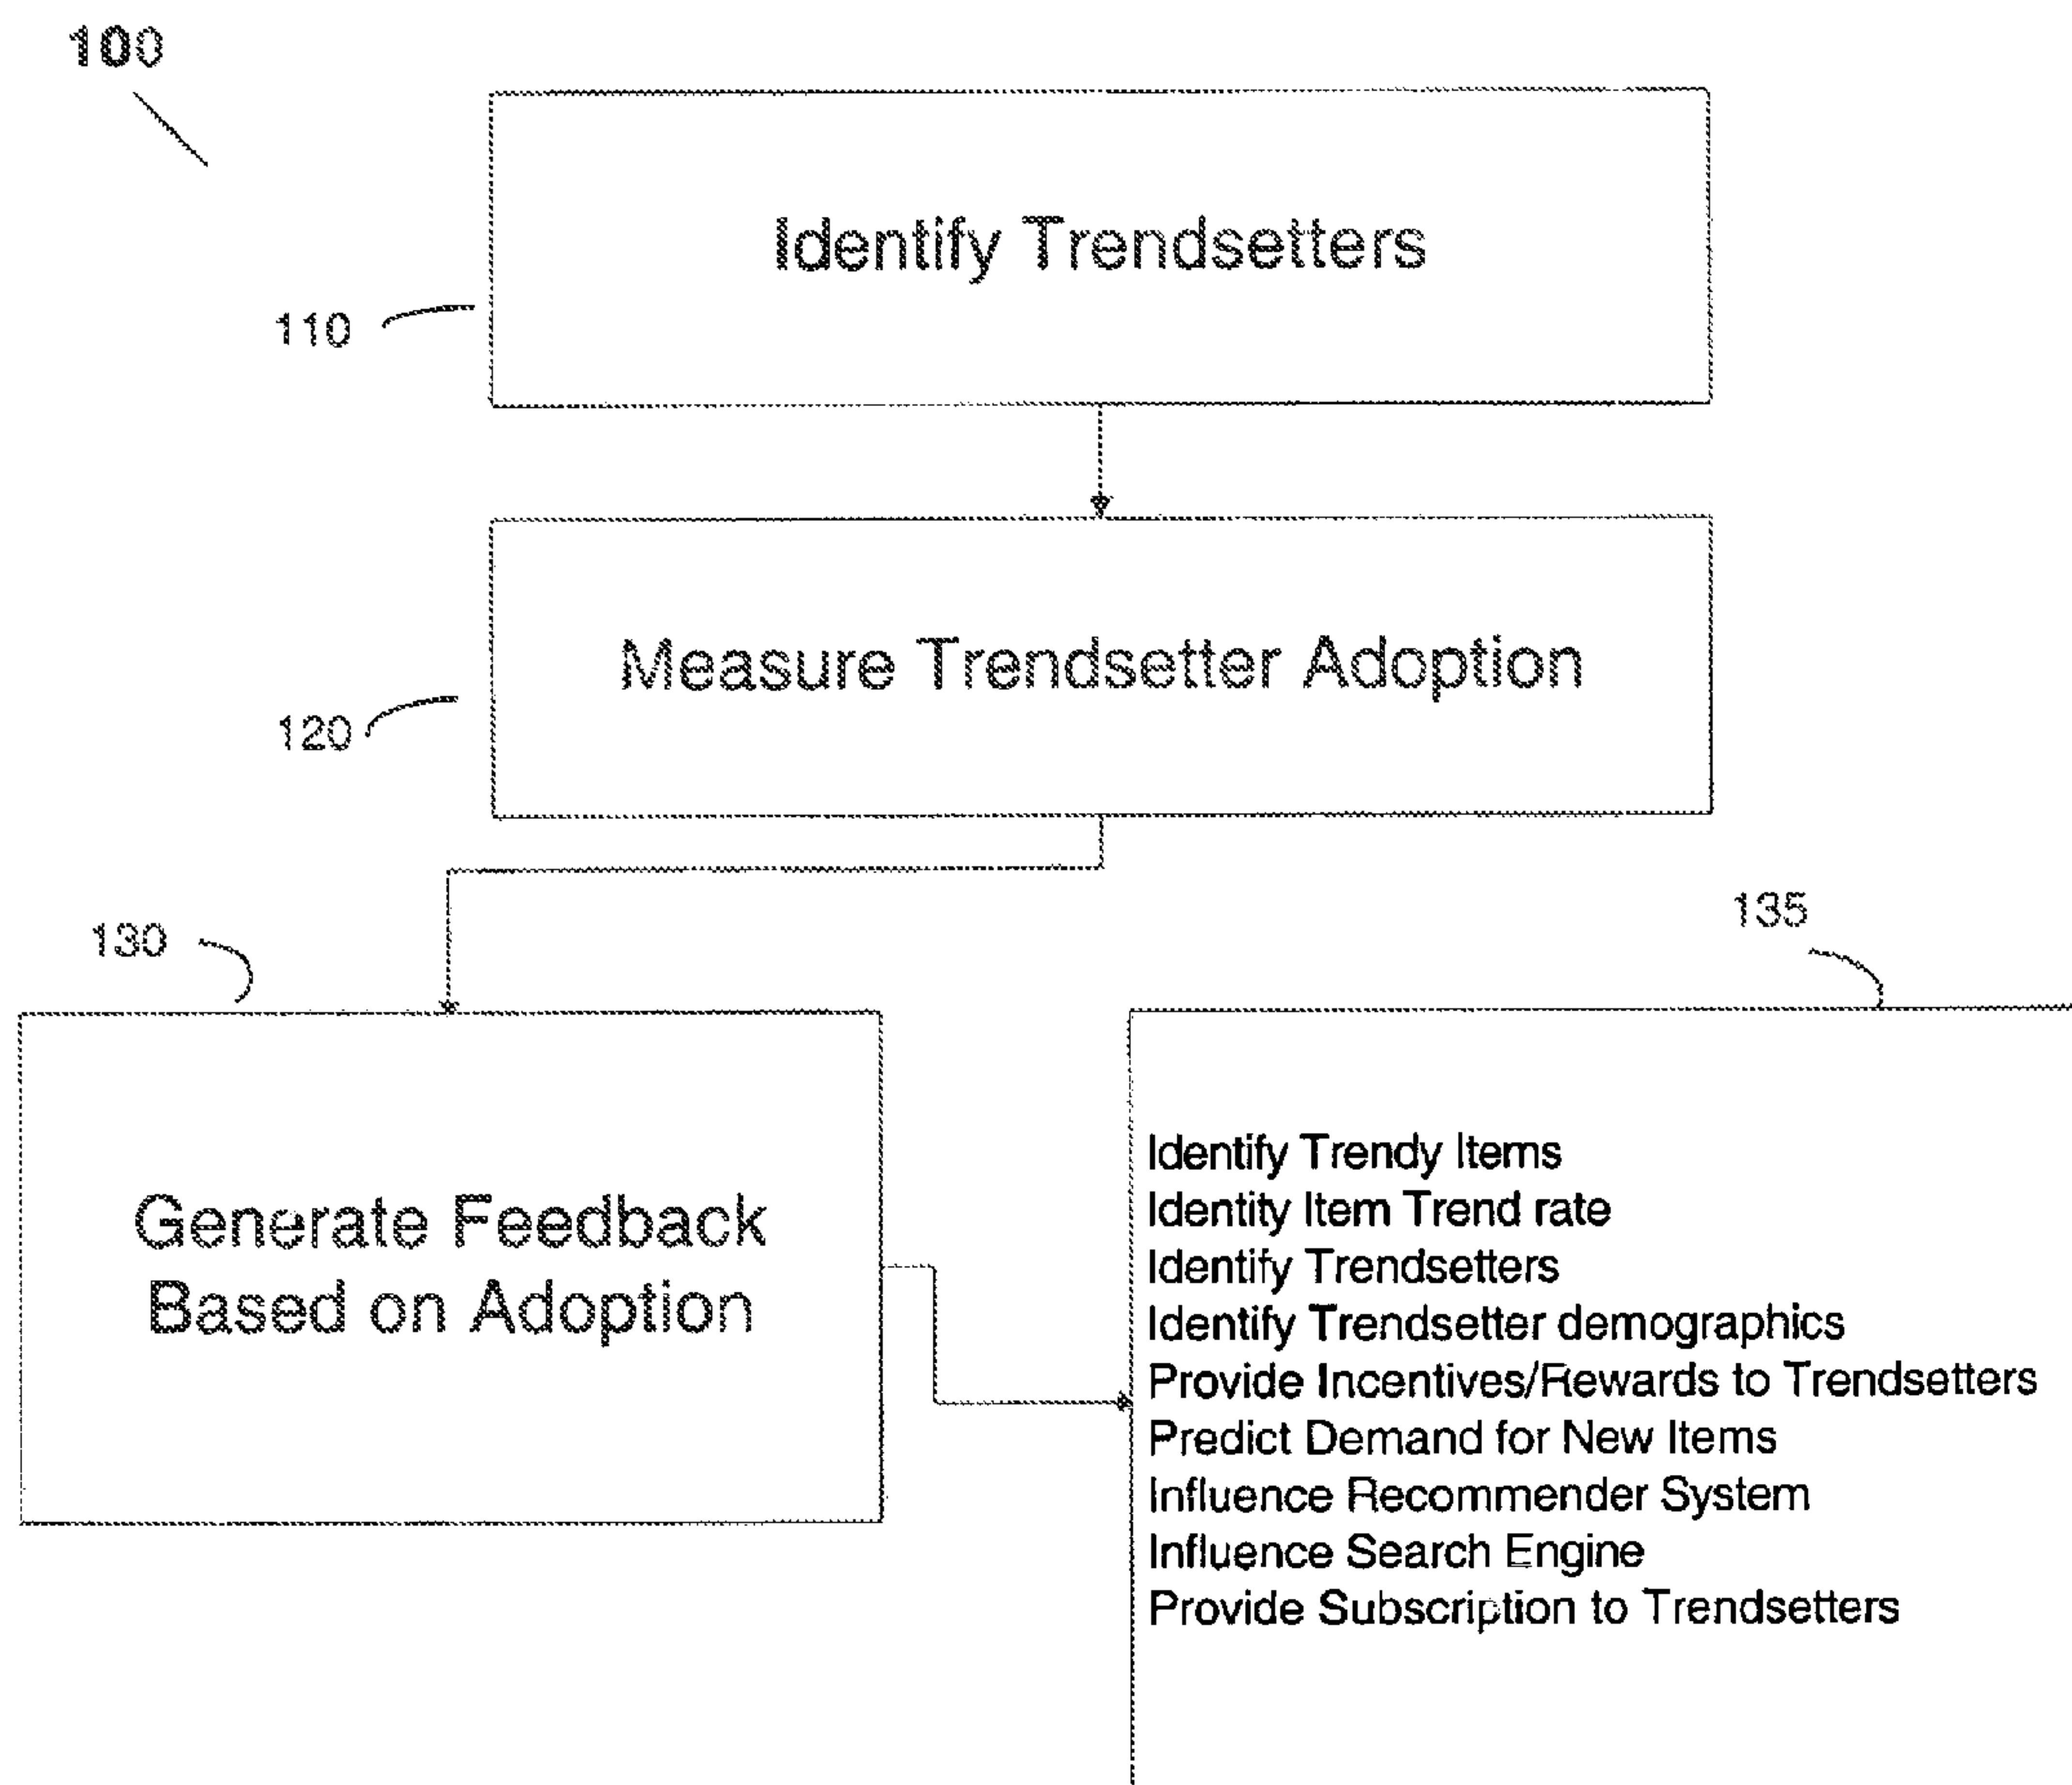 100
Identify Trendsetters
110
Measure Trendsetter Adoption
120
130
135
Generate Feedback
Based on Adoption
Identify Trendy Items
Identify Item Trend rate
Identify Trendsetters
Identify Trendsetter demographics
Provide Incentives/Rewards to Trendsetters
Predict Demand for New Items
Influence Recommender System
Influence Search Engine
Provide Subscription to Trendsetters